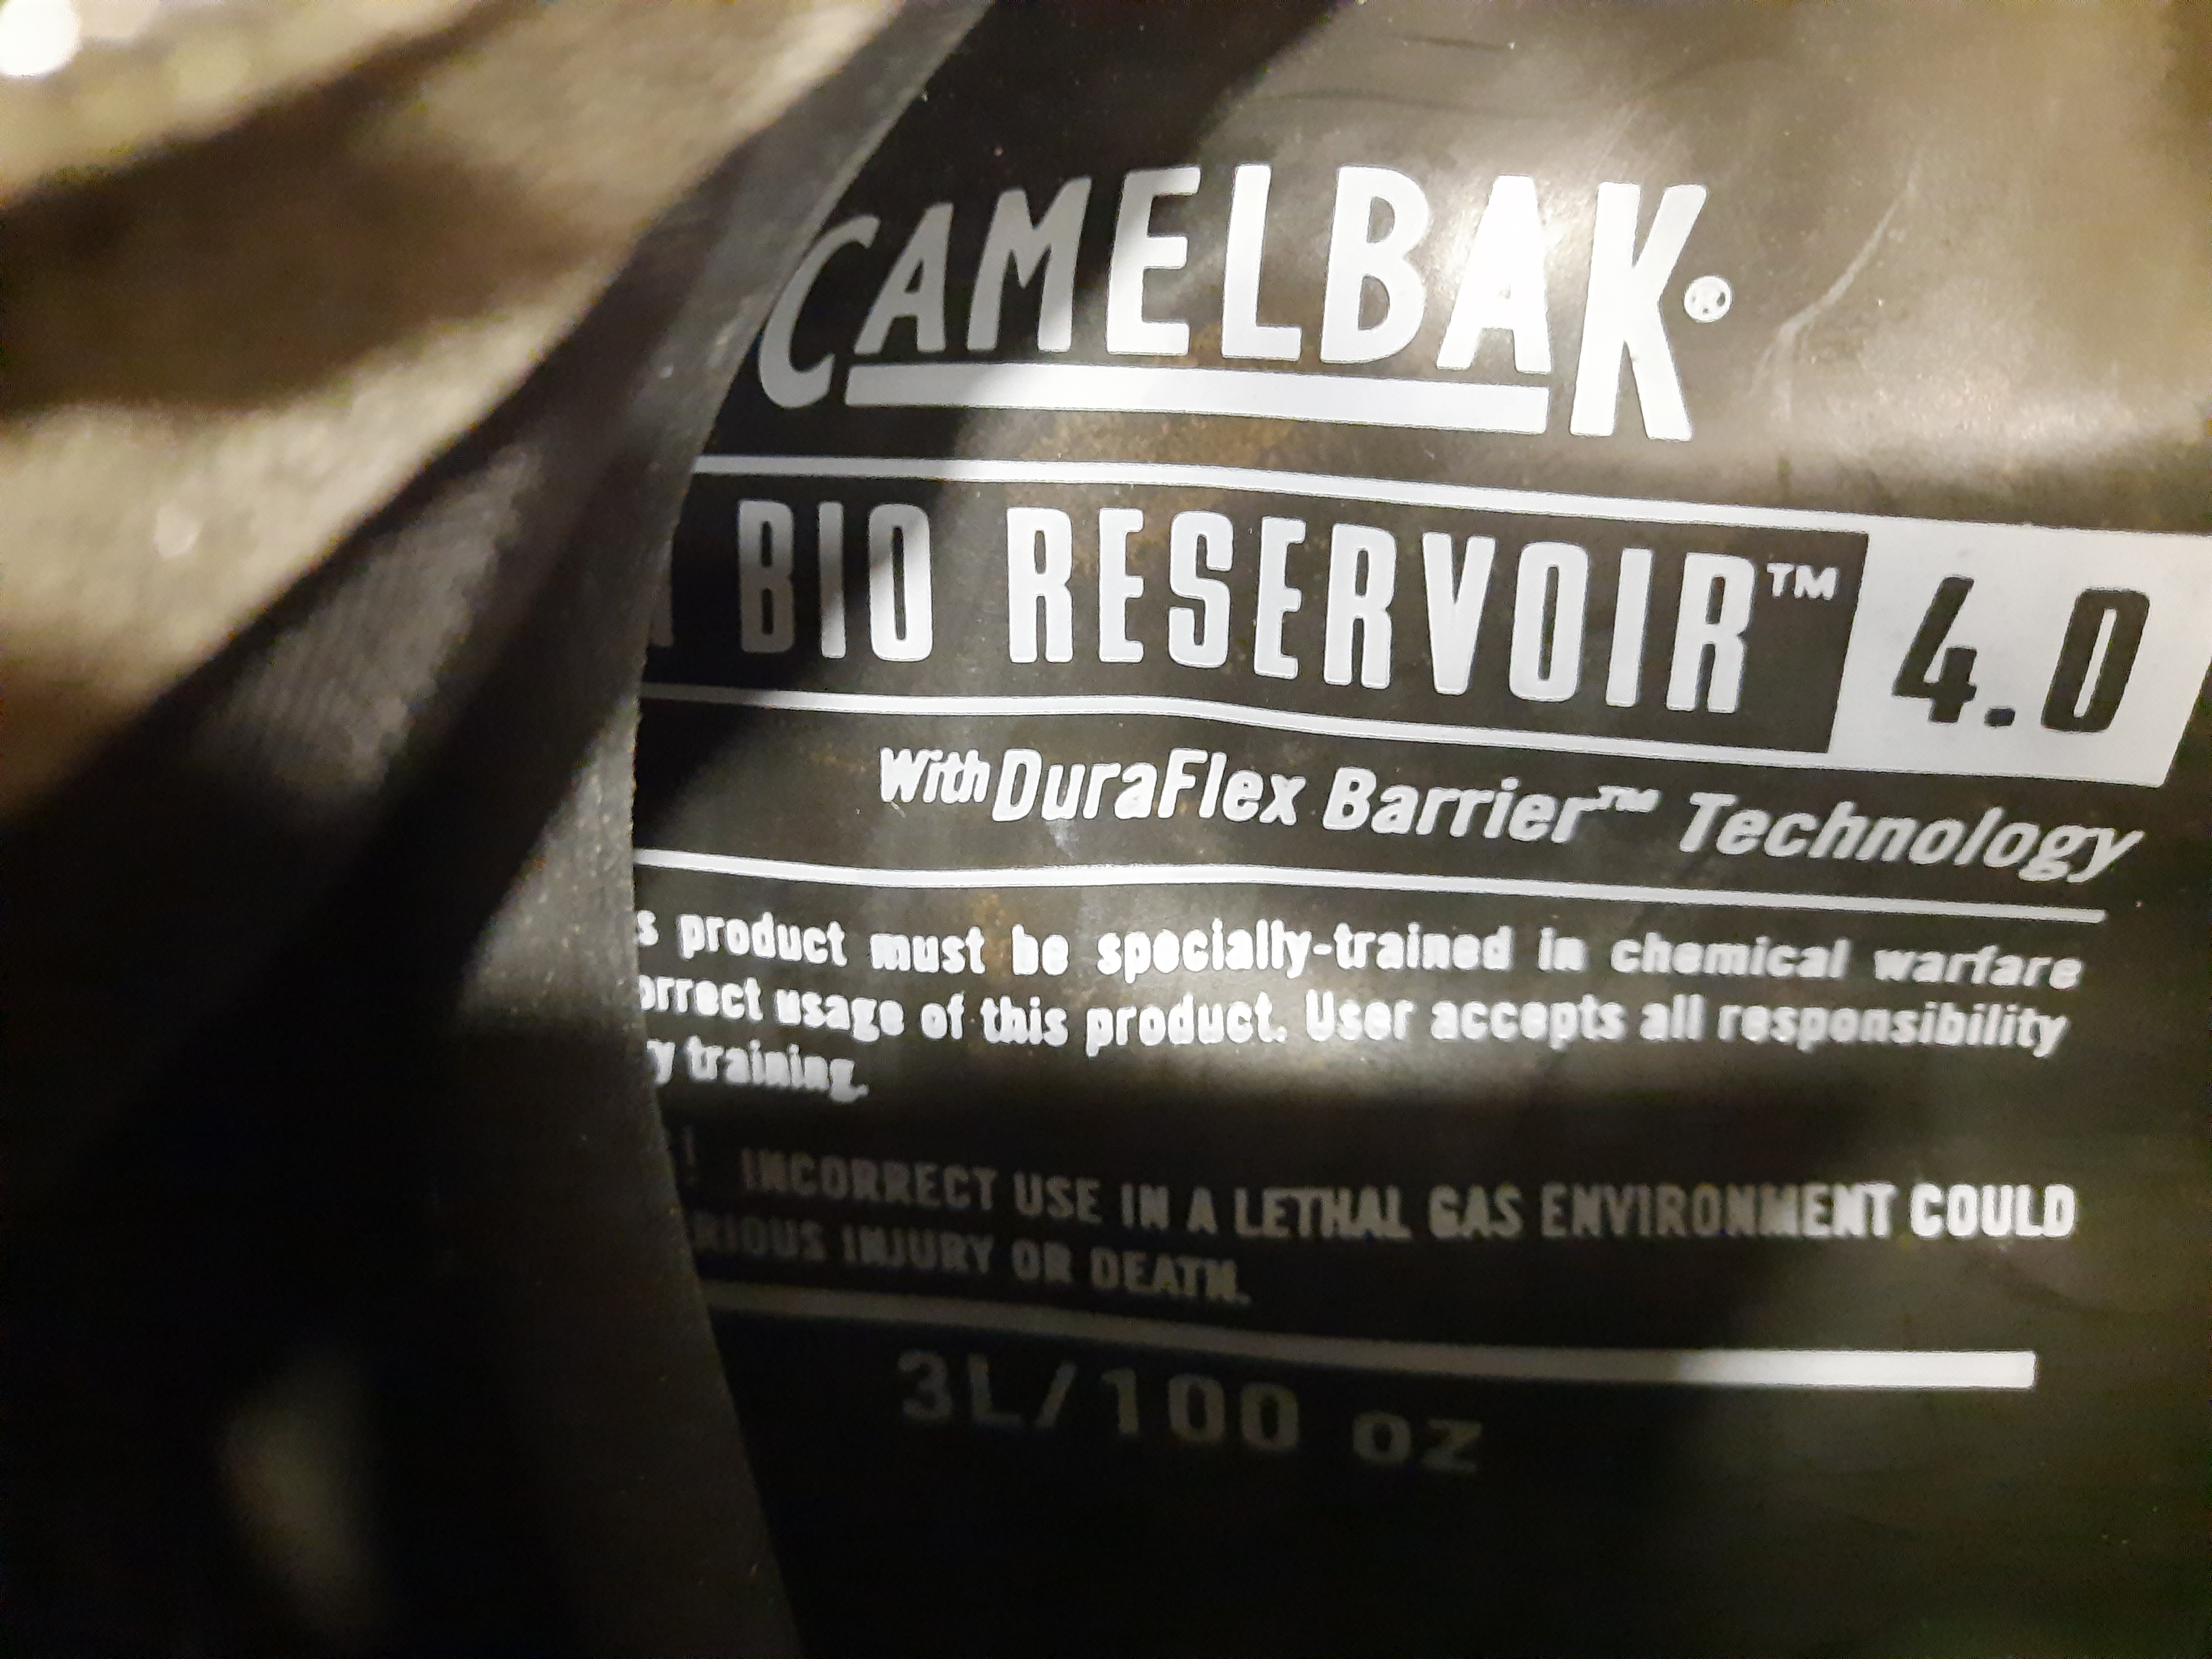 CAMELBAK®
BIO RESERVOIR™ 4.0
With DuraFlex Barrier™ Technology
product must be specially-trained in chemical warfare
usage of this product. User accepts all responsibility
training.
! INCORRECT USE IN A LETHAL GAS ENVIRONMENT COULD
INJURY OR DEATH.
3L/100 oz